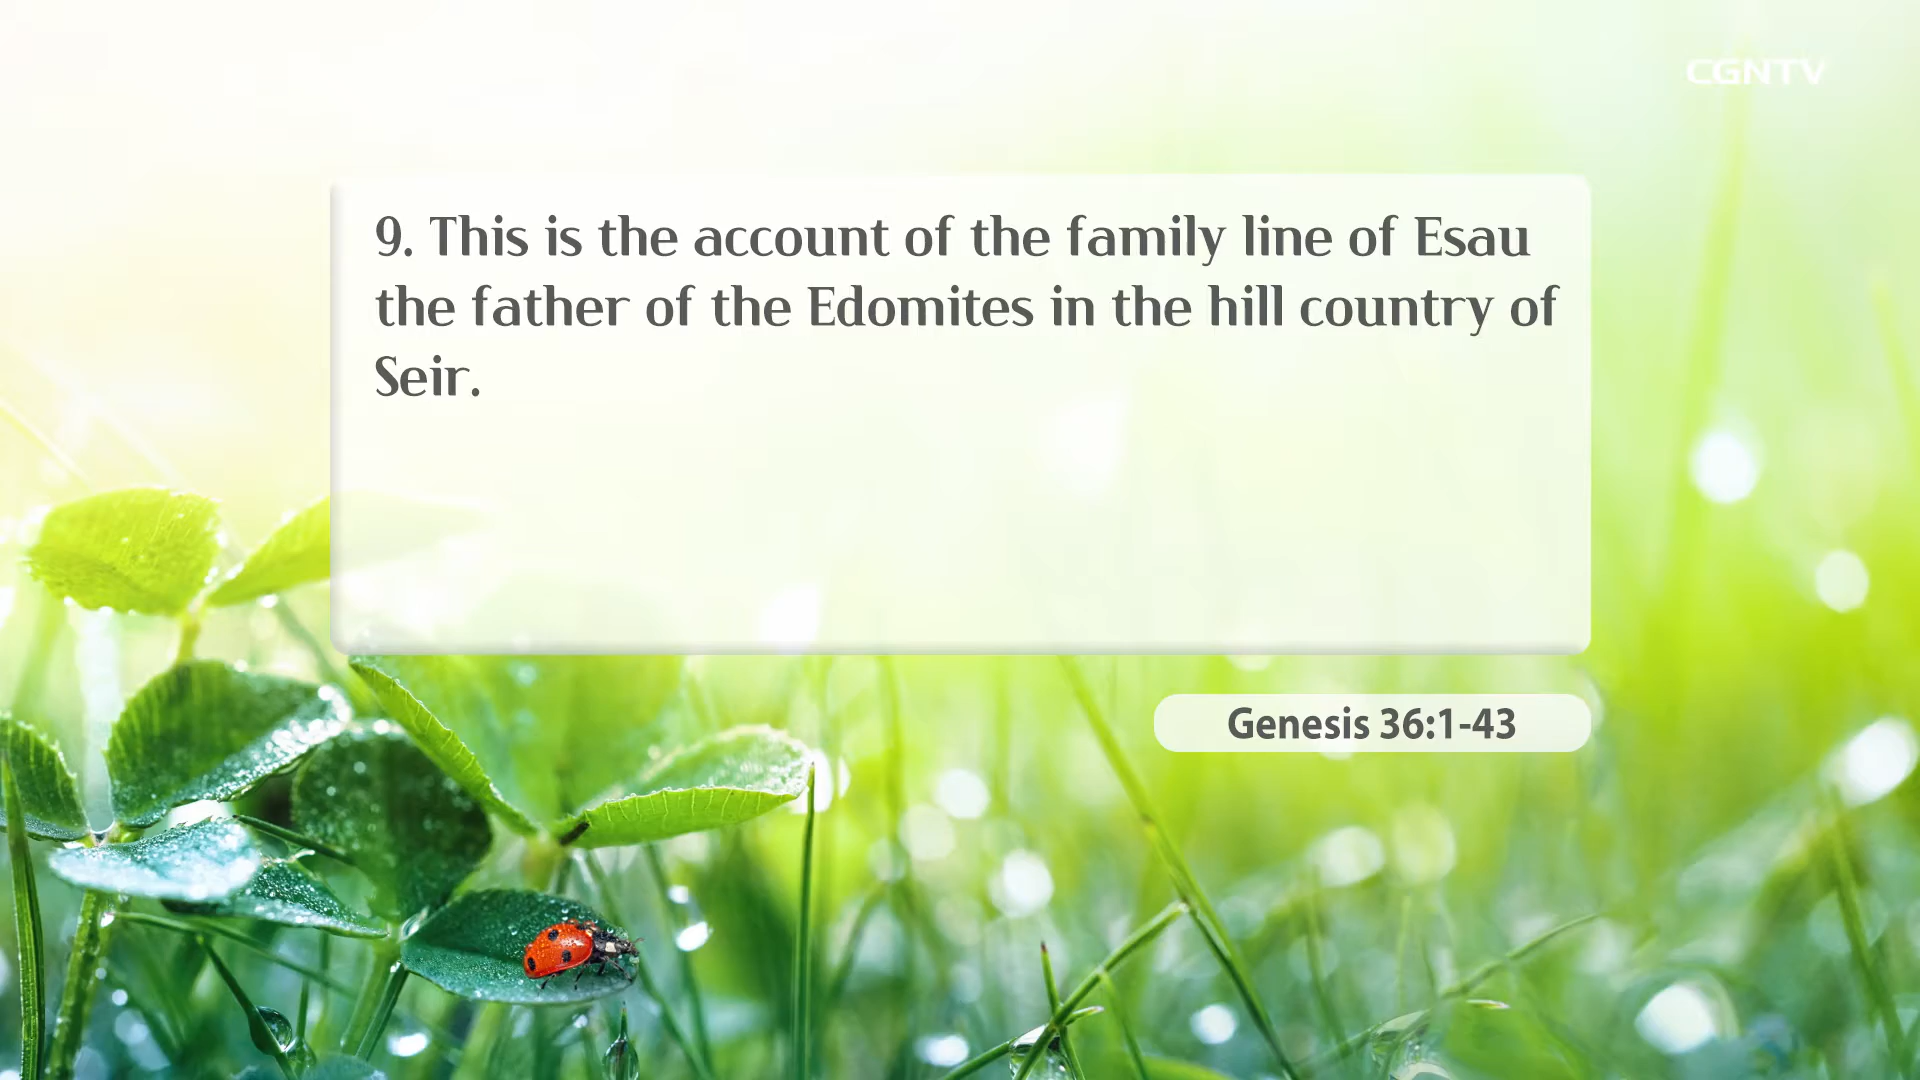 CGNTV
9. This is the account of the family line of Esau
the father of the Edomites in the hill country of
Seir.
Genesis 36:1-43